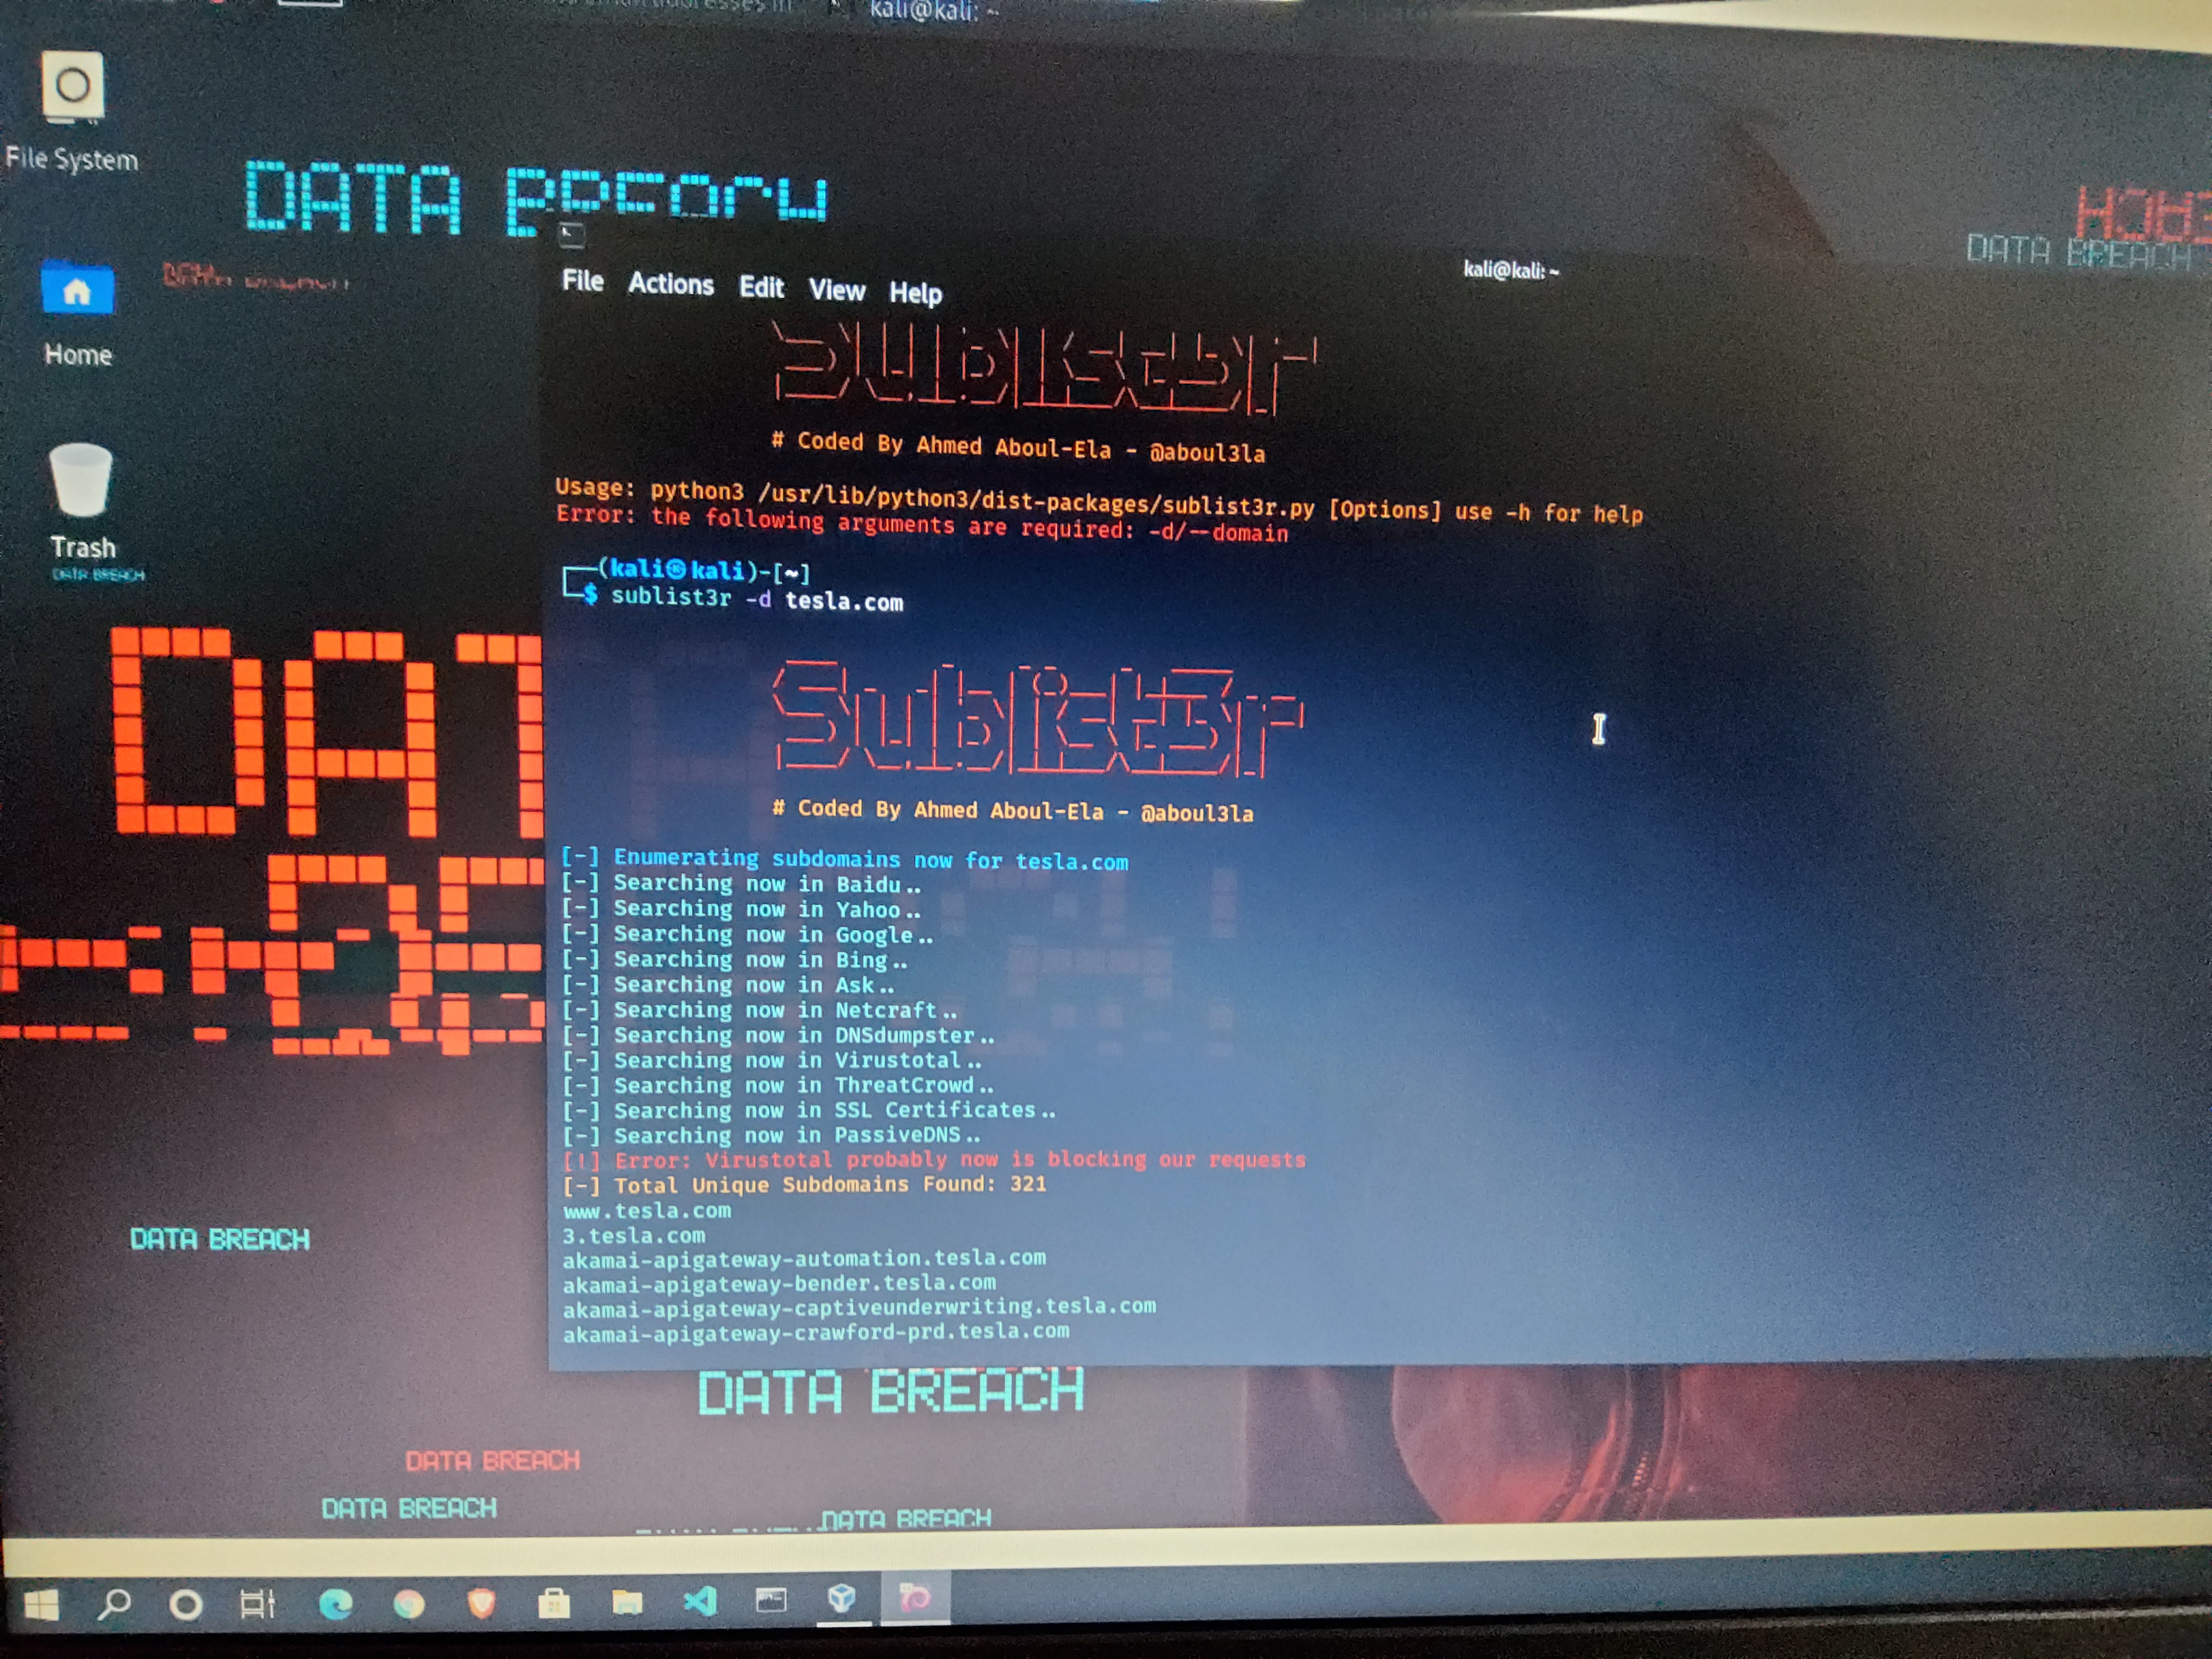 kali@kali: ~
File System
DATA
DATA BREACH
Home
kali@kali: ~
File Actions Edit View Help
# Coded By Ahmed Aboul-Ela - @aboul3la
Usage: python3 /usr/lib/python3/dist-packages/sublist3r.py [Options] use -h for help
Error: the following arguments are required: -d/--domain
Trash
DATA BREACH
(kali㉿kali)-[~]
$ sublist3r -d tesla.com
DAT
Sublist3r
# Coded By Ahmed Aboul-Ela - @aboul3la
[-] Enumerating subdomains now for tesla.com
[-] Searching now in Baidu..
[-] Searching now in Yahoo..
[-] Searching now in Google..
[-] Searching now in Bing..
[-] Searching now in Ask..
[-] Searching now in Netcraft..
[-] Searching now in DNSdumpster..
[-] Searching now in Virustotal..
[-] Searching now in ThreatCrowd..
[-] Searching now in SSL Certificates..
[-] Searching now in PassiveDNS..
[!] Error: Virustotal probably now is blocking our requests
[-] Total Unique Subdomains Found: 321
www.tesla.com
3.tesla.com
akamai-apigateway-automation.tesla.com
akamai-apigateway-bender.tesla.com
akamai-apigateway-captiveunderwriting.tesla.com
akamai-apigateway-crawford-prd.tesla.com
DATA BREACH
DATA BREACH
DATA BREACH
DATA BREACH
DATA BREACH